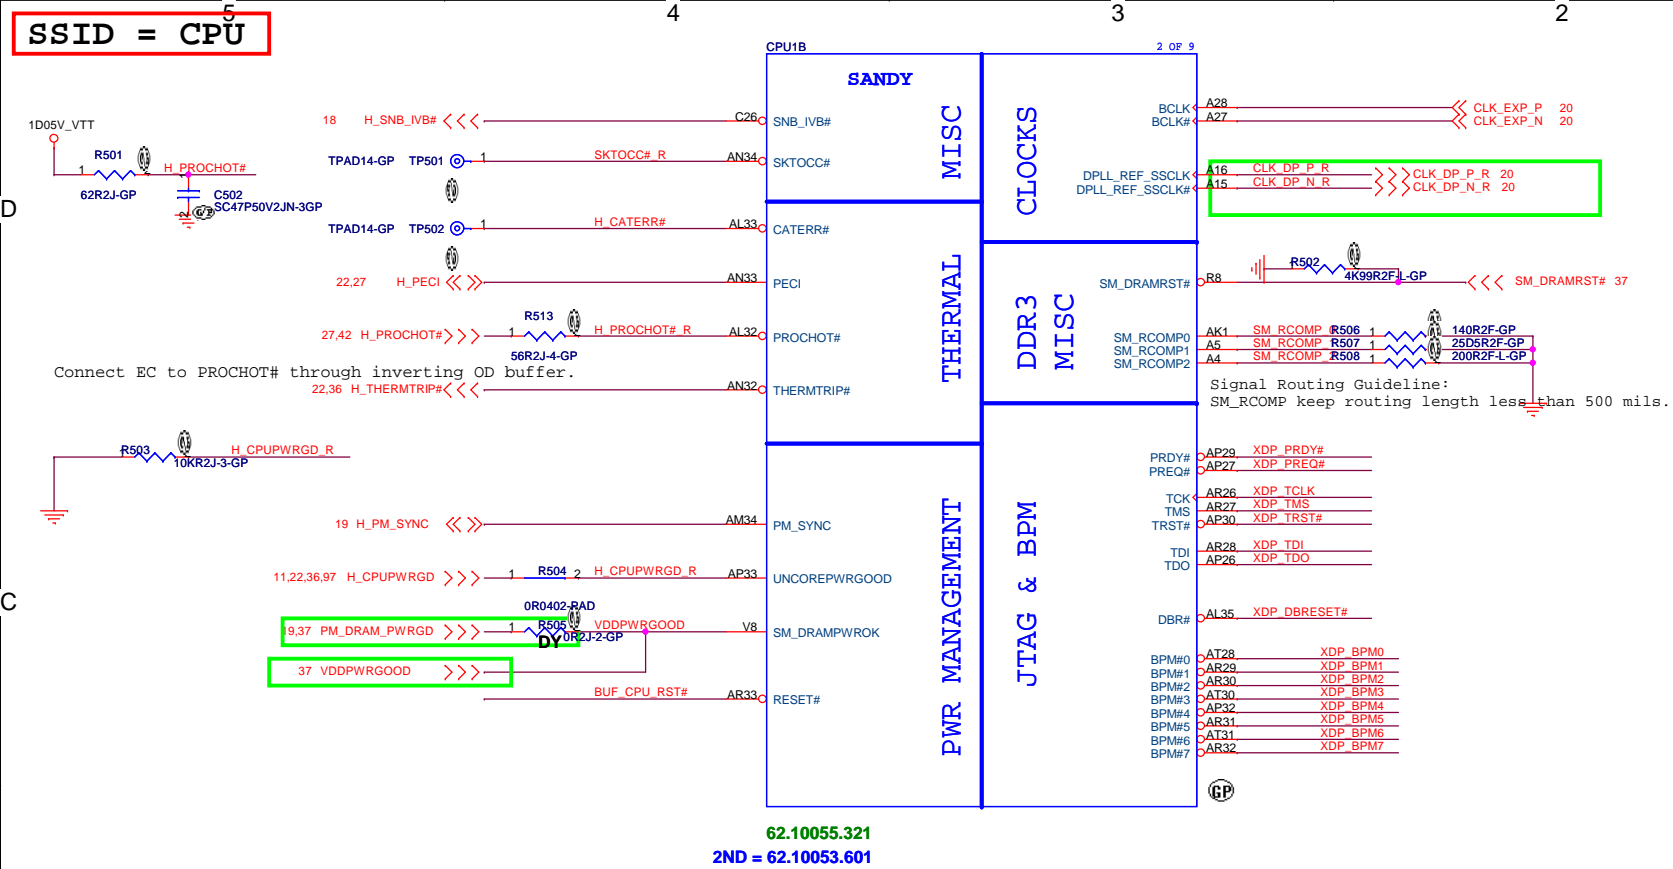 5 4 3 2
SSID = CPU
CPU1B 2 OF 9
SANDY
MISC
THERMAL
PWR MANAGEMENT
CLOCKS
DDR3
MISC
JTAG & BPM
D
C
1D05V_VTT
R501
1 H_PROCHOT#
62R2J-GP
1
C502
SC47P50V2JN-3GP
2
18 H_SNB_IVB# C26 SNB_IVB#
TPAD14-GP TP501 1 SKTOCC#_R AN34 SKTOCC#
TPAD14-GP TP502 1 H_CATERR# AL33 CATERR#
22,27 H_PECI AN33 PECI
R513
27,42 H_PROCHOT# 1 H_PROCHOT#_R AL32 PROCHOT#
56R2J-4-GP
Connect EC to PROCHOT# through inverting OD buffer.
22,36 H_THERMTRIP# AN32 THERMTRIP#
R503 H_CPUPWRGD_R
1
10KR2J-3-GP
19 H_PM_SYNC AM34 PM_SYNC
11,22,36,97 H_CPUPWRGD 1 R504 2 H_CPUPWRGD_R AP33 UNCOREPWRGOOD
0R0402-PAD
19,37 PM_DRAM_PWRGD 1 R505 VDDPWRGOOD V8 SM_DRAMPWROK
DY 0R2J-2-GP
37 VDDPWRGOOD
BUF_CPU_RST# AR33 RESET#
BCLK A28 CLK_EXP_P 20
BCLK# A27 CLK_EXP_N 20
DPLL_REF_SSCLK A16 CLK_DP_P_R CLK_DP_P_R 20
DPLL_REF_SSCLK# A15 CLK_DP_N_R CLK_DP_N_R 20
R502
1
4K99R2F-L-GP
SM_DRAMRST# R8 SM_DRAMRST# 37
SM_RCOMP0 AK1 SM_RCOMP_0 R506 1 140R2F-GP
SM_RCOMP1 A5 SM_RCOMP_ R507 1 25D5R2F-GP
SM_RCOMP2 A4 SM_RCOMP_2 R508 1 200R2F-L-GP
Signal Routing Guideline:
SM_RCOMP keep routing length less than 500 mils.
PRDY# AP29 XDP_PRDY#
PREQ# AP27 XDP_PREQ#
TCK AR26 XDP_TCLK
TMS AR27 XDP_TMS
TRST# AP30 XDP_TRST#
TDI AR28 XDP_TDI
TDO AP26 XDP_TDO
DBR# AL35 XDP_DBRESET#
BPM#0 AT28 XDP_BPM0
BPM#1 AR29 XDP_BPM1
BPM#2 AR30 XDP_BPM2
BPM#3 AT30 XDP_BPM3
BPM#4 AP32 XDP_BPM4
BPM#5 AR31 XDP_BPM5
BPM#6 AT31 XDP_BPM6
BPM#7 AR32 XDP_BPM7
GP
62.10055.321
2ND = 62.10053.601